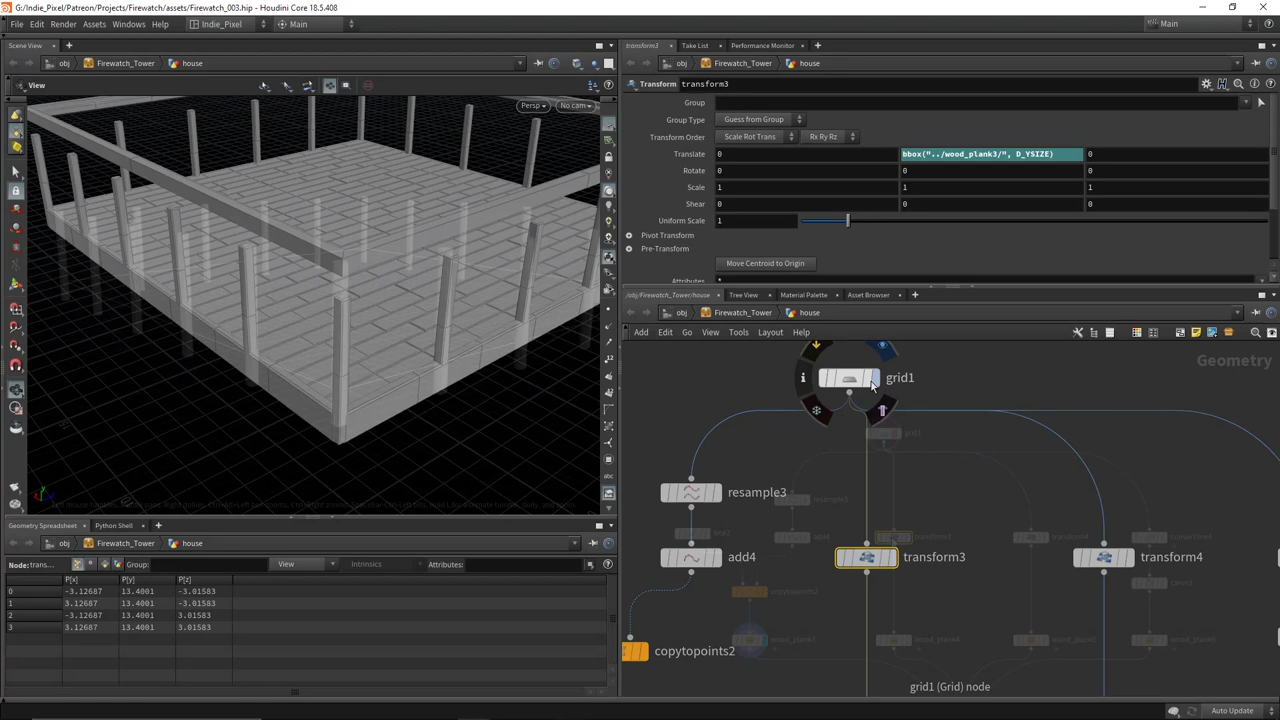 G:/Indie_Pixel/Patreon/Projects/Firewatch/assets/Firewatch_003.hip - Houdini Core 18.5.408
File Edit Render Assets Windows Help Indie_Pixel Main Main
Scene View
obj Firewatch_Tower house
View
Persp No cam
Geometry Spreadsheet Python Shell
obj Firewatch_Tower house
Node: trans... Group: View Intrinsics Attributes:
P[x] P[y] P[z]
0 -3.12687 13.4001 -3.01583
1 3.12687 13.4001 -3.01583
2 -3.12687 13.4001 3.01583
3 3.12687 13.4001 3.01583
transform3 Take List Performance Monitor
obj Firewatch_Tower house
Transform transform3
Group
Group Type Guess from Group
Transform Order Scale Rot Trans Rx Ry Rz
Translate 0 bbox("../wood_plank3/", D_YSIZE) 0
Rotate 0 0 0
Scale 1 1 1
Shear 0 0 0
Uniform Scale 1
Pivot Transform
Pre-Transform
Move Centroid to Origin
Attributes *
/obj/Firewatch_Tower/house Tree View Material Palette Asset Browser
obj Firewatch_Tower house
Add Edit Go View Tools Layout Help
Geometry
grid1
grid1
resample3
add4
transform3
transform4
copytopoints2
copytopoints2
grid1 (Grid) node
Auto Update